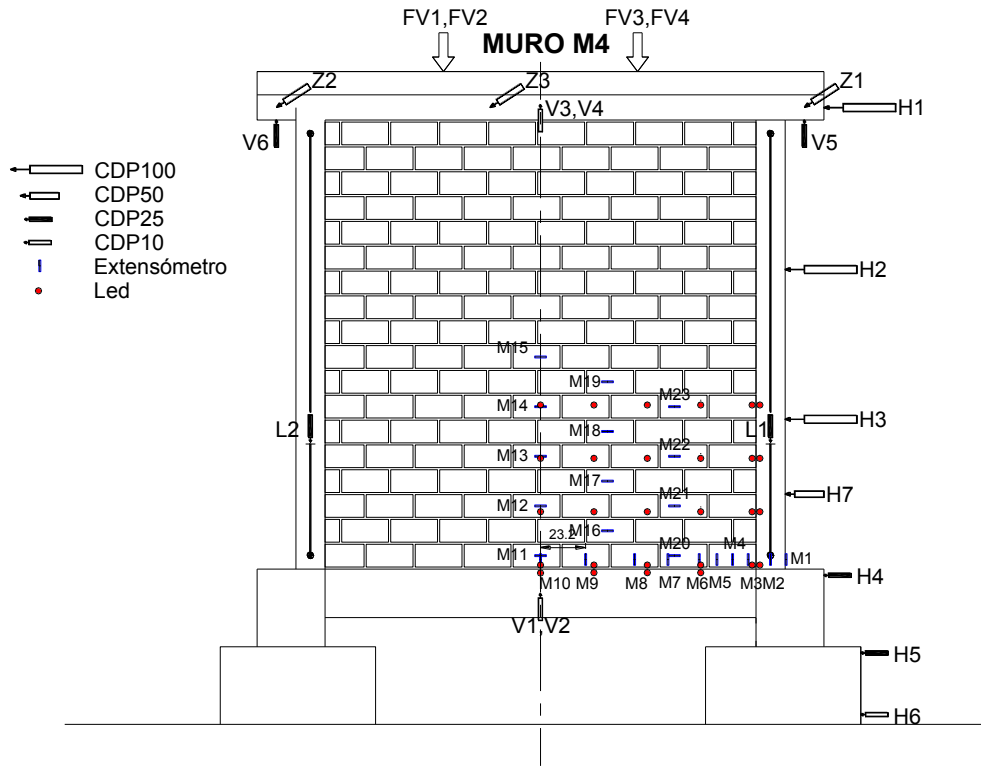 FV1,FV2
FV3,FV4
MURO M4
Z2
Z3
Z1
V3,V4
H1
V6
V5
CDP100
CDP50
CDP25
CDP10
Extensómetro
Led
H2
M15
M19
M14
M23
L2
M18
L1
H3
M13
M22
M17
M12
M21
H7
M16
23.2
M11
M20
M4
M1
M10
M9
M8
M7
M6
M5
M3
M2
H4
V1,V2
H5
H6